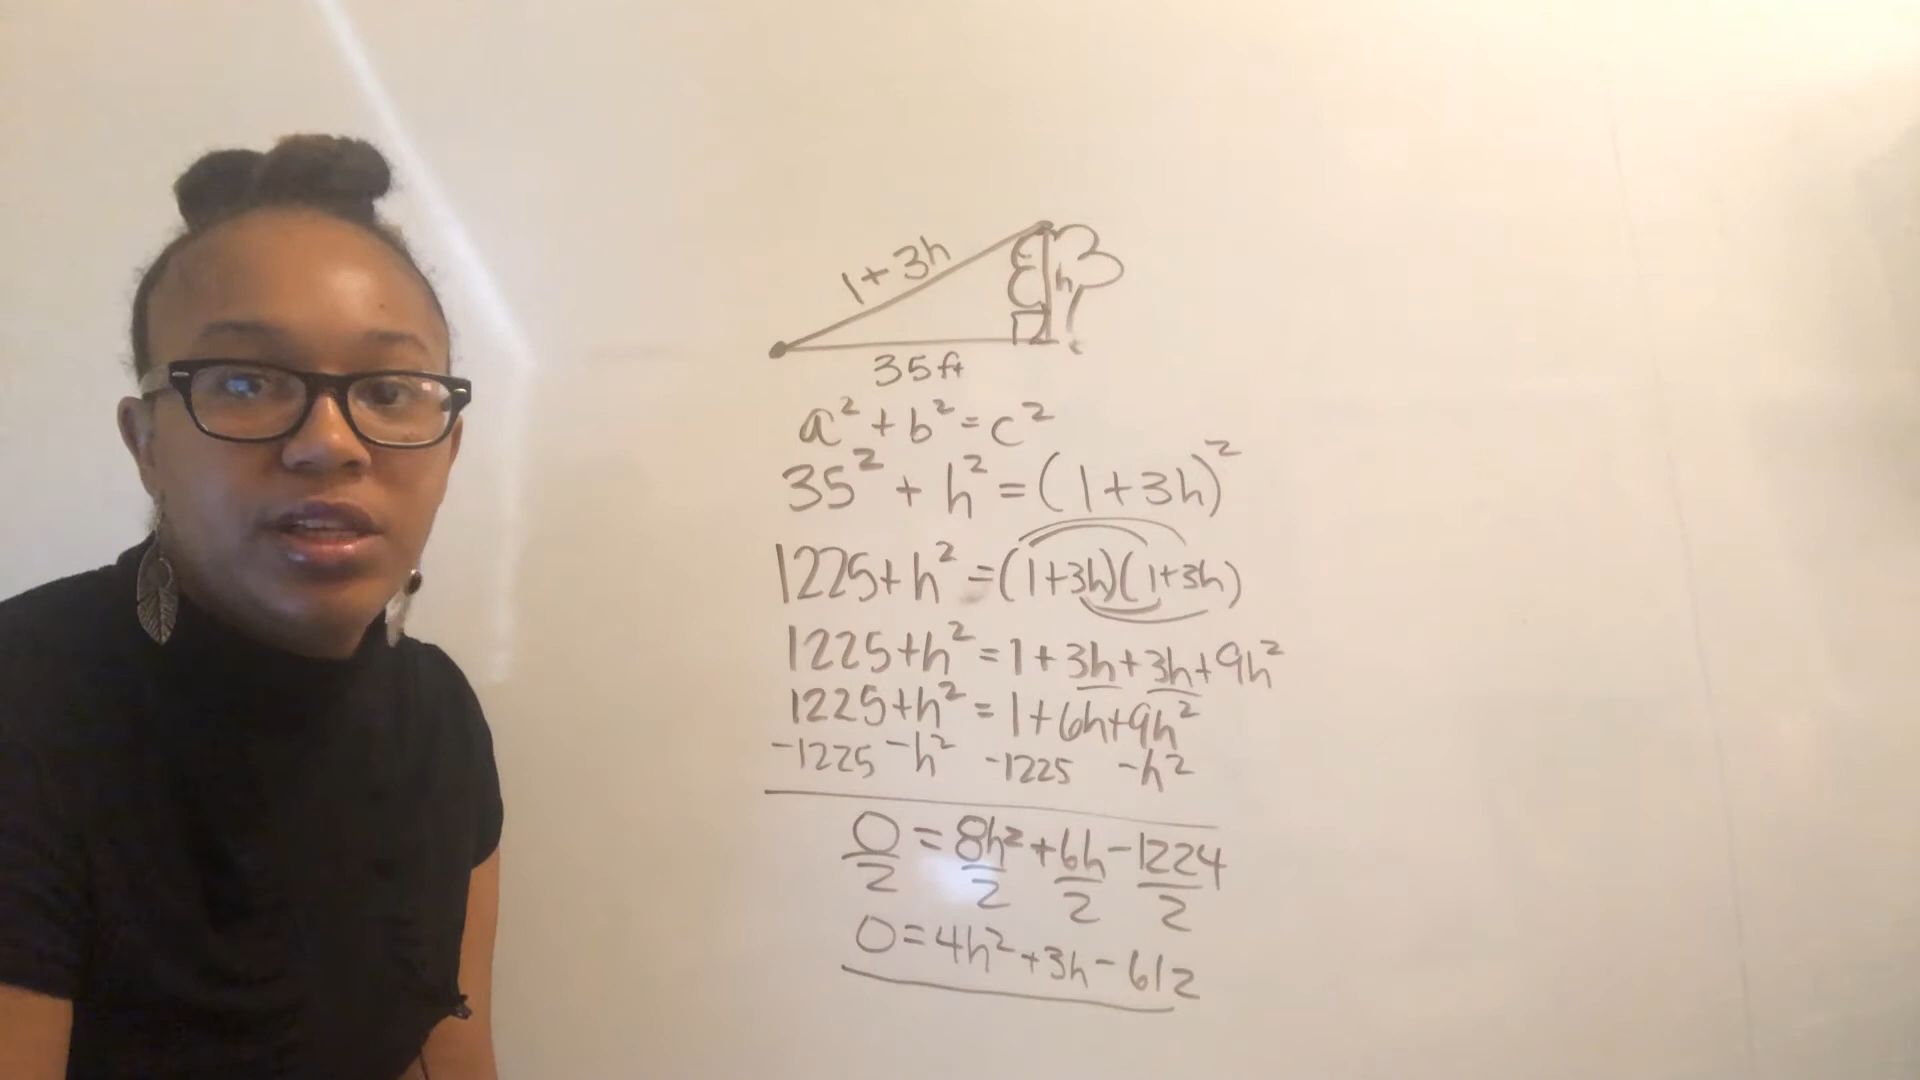 1+3h
h
35ft
a²+b²=c²
35²+h²=(1+3h)²
1225+h²=(1+3h)(1+3h)
1225+h²=1+3h+3h+9h²
1225+h²=1+6h+9h²
-1225 -h² -1225 -h²
0/2=8h²/2+6h/2-1224/2
0=4h²+3h-612